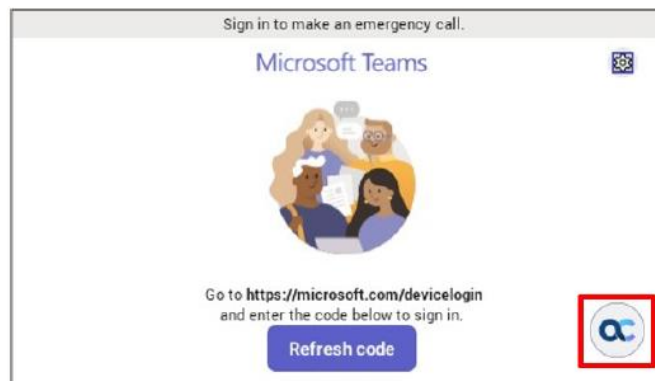 Sign in to make an emergency call.
Microsoft Teams
Go to https://microsoft.com/devicelogin
and enter the code below to sign in.
Refresh code
ac